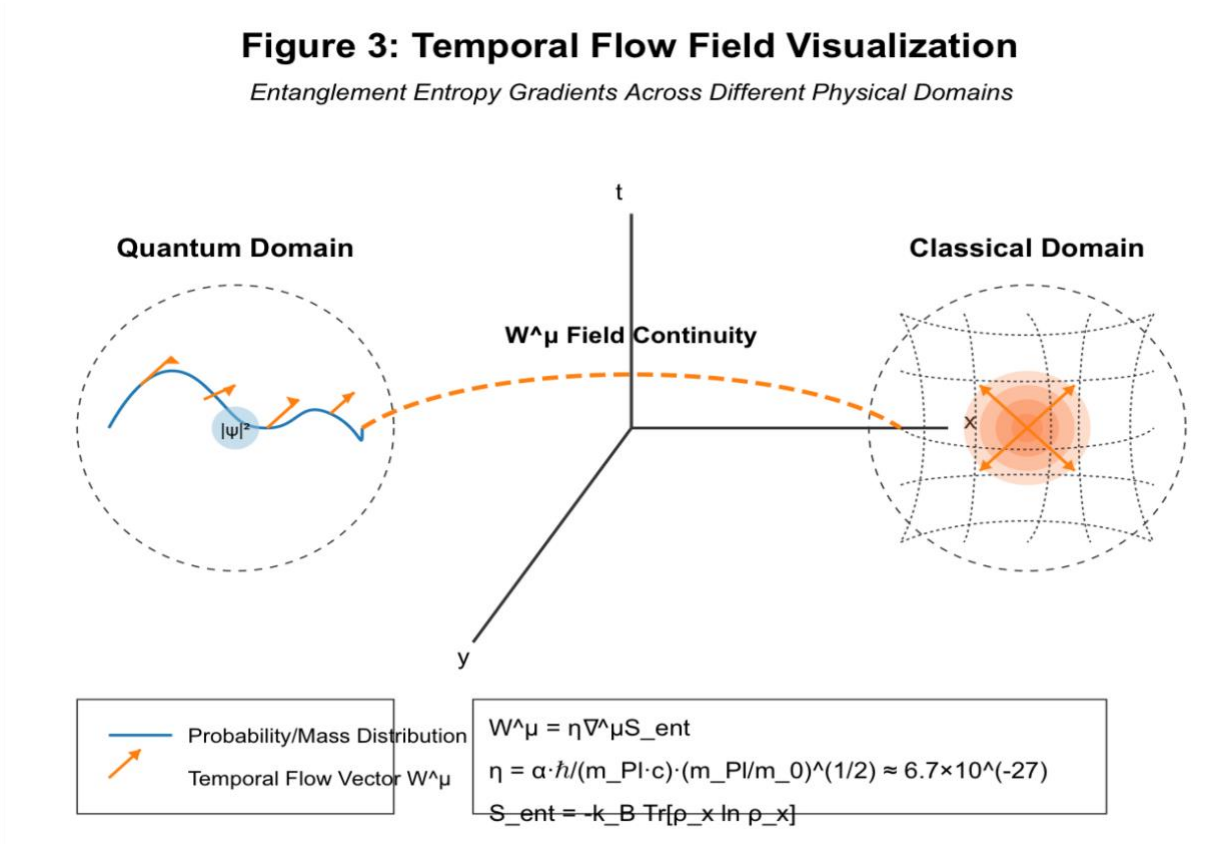 Figure 3: Temporal Flow Field Visualization
Entanglement Entropy Gradients Across Different Physical Domains
t
Quantum Domain
Classical Domain
W^μ Field Continuity
|ψ|²
x
y
Probability/Mass Distribution
Temporal Flow Vector W^μ
W^μ = η∇^μS_ent
η = α·ℏ/(m_Pl·c)·(m_Pl/m_0)^(1/2) ≈ 6.7×10^(-27)
S_ent = -k_B Tr[ρ_x ln ρ_x]